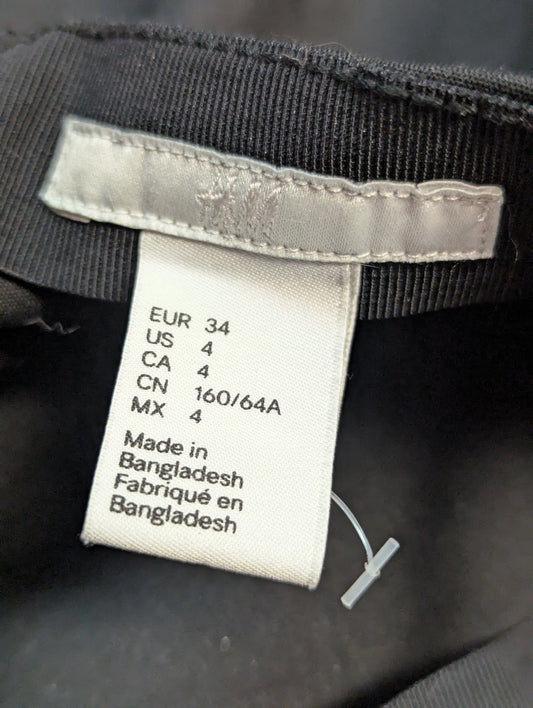 EUR 34
US 4
CA 4
CN 160/64A
MX 4
Made in
Bangladesh
Fabriqué en
Bangladesh